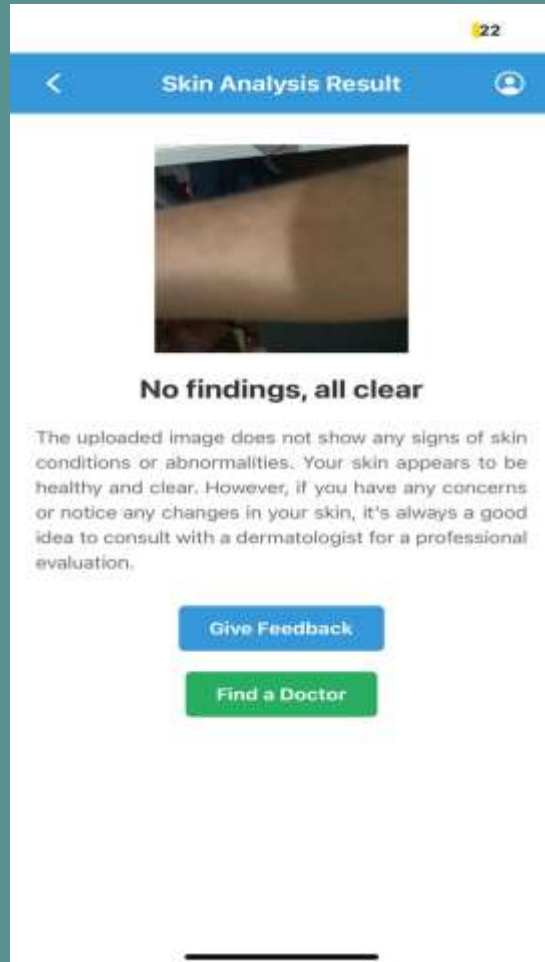 22
Skin Analysis Result
No findings, all clear
The uploaded image does not show any signs of skin
conditions or abnormalities. Your skin appears to be
healthy and clear. However, if you have any concerns
or notice any changes in your skin, it's always a good
idea to consult with a dermatologist for a professional
evaluation.
Give Feedback
Find a Doctor